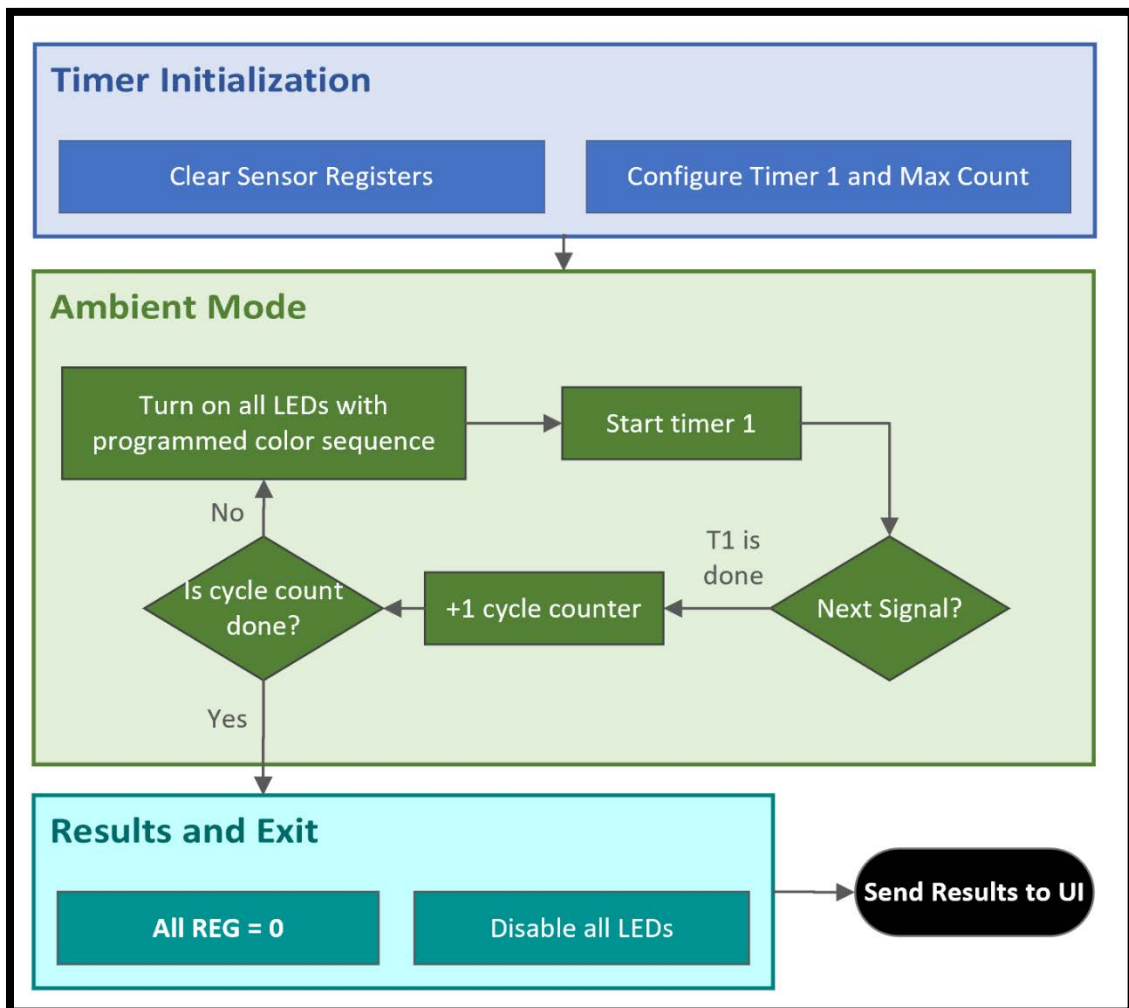 Timer Initialization
Clear Sensor Registers
Configure Timer 1 and Max Count
Ambient Mode
Turn on all LEDs with
programmed color sequence
Start timer 1
No
T1 is
done
Is cycle count
done?
+1 cycle counter
Next Signal?
Yes
Results and Exit
All REG = 0
Disable all LEDs
Send Results to UI